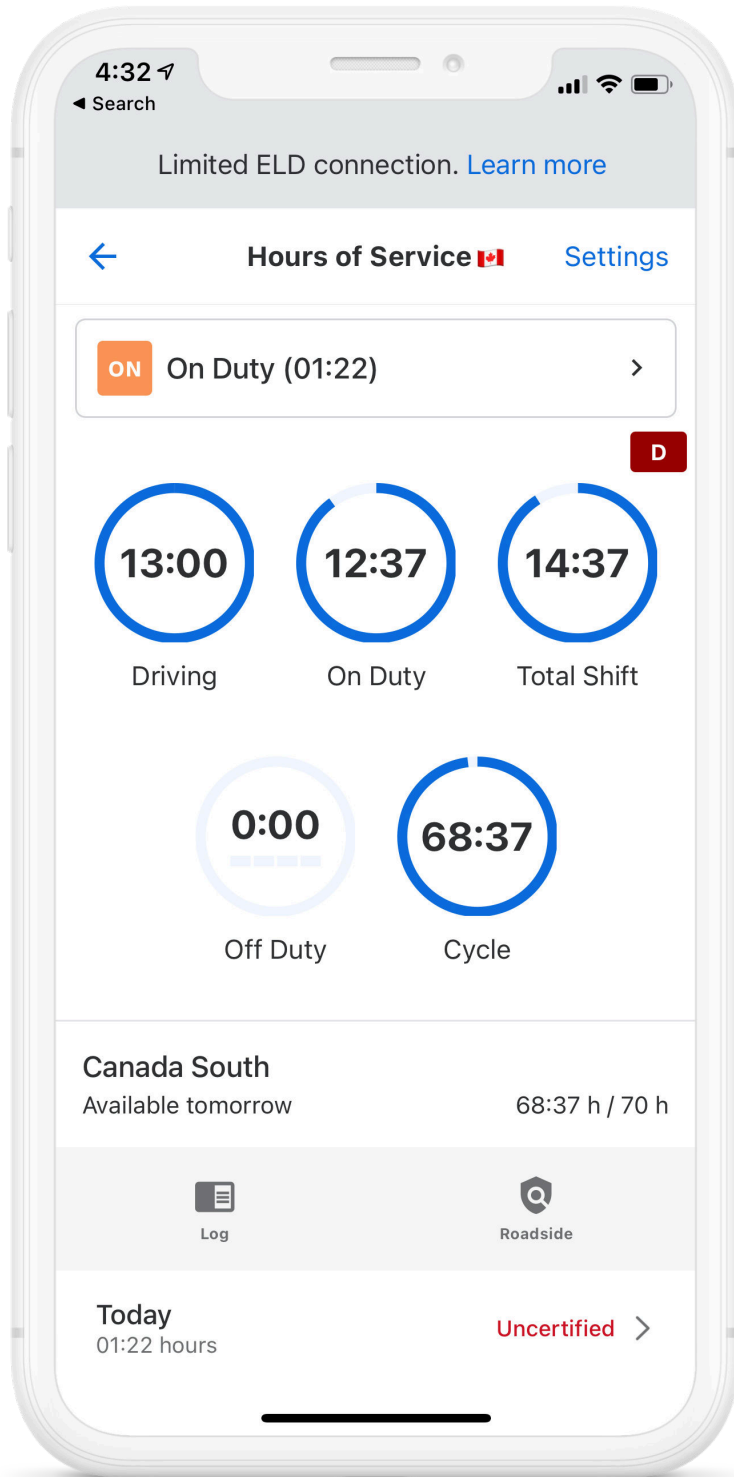 4:32
◀ Search
Limited ELD connection. Learn more
Hours of Service 🇨🇦 Settings
ON On Duty (01:22)
D
13:00 12:37 14:37
Driving On Duty Total Shift
0:00 68:37
Off Duty Cycle
Canada South
Available tomorrow 68:37 h / 70 h
Log Roadside
Today
Uncertified
01:22 hours